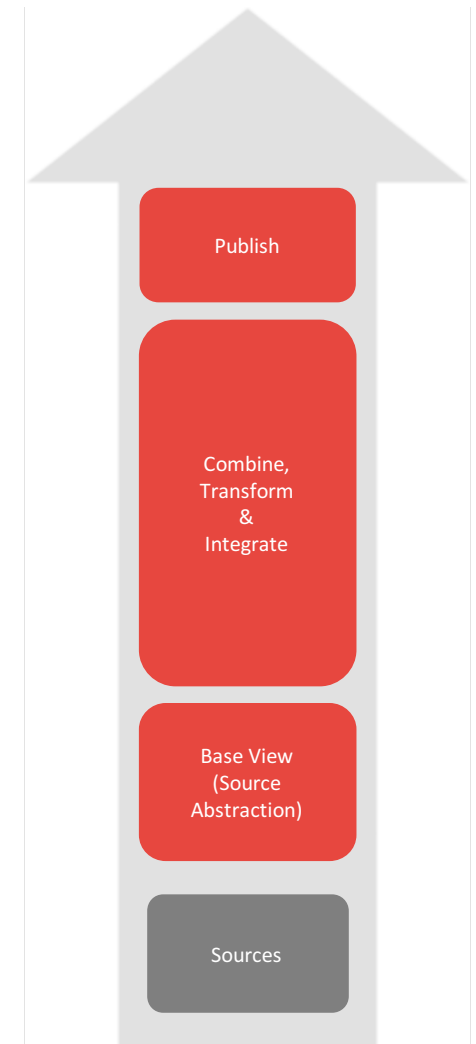 Publish
Combine,
Transform
&
Integrate
Base View
(Source
Abstraction)
Sources